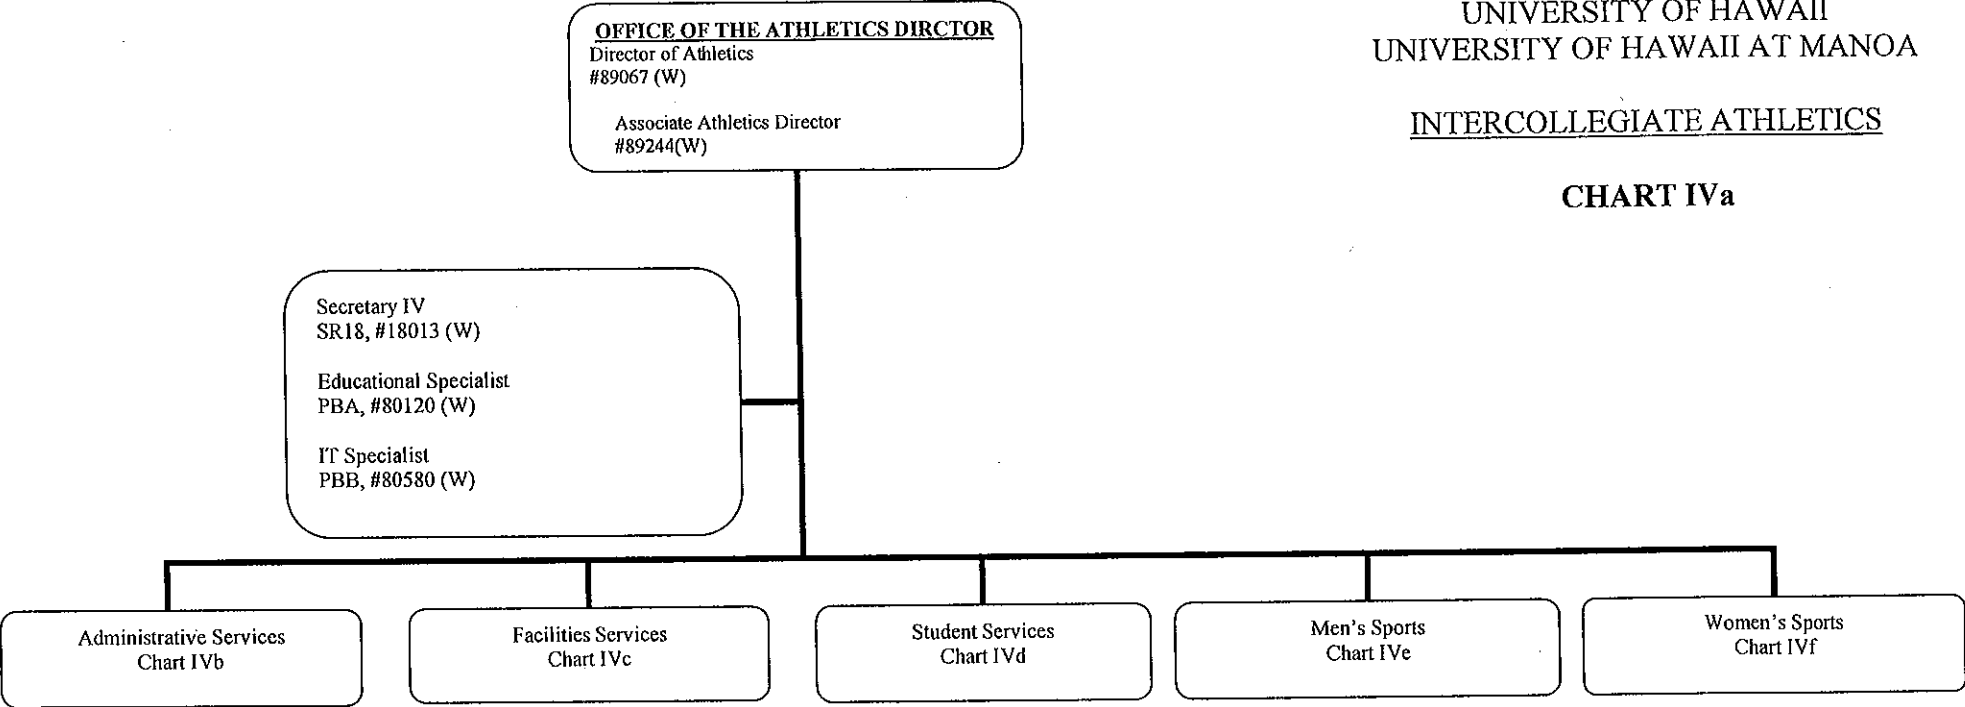 OFFICE OF THE ATHLETICS DIRCTOR
Director of Athletics
#89067 (W)
Associate Athletics Director
#89244(W)
UNIVERSITY OF HAWAII
UNIVERSITY OF HAWAII AT MANOA
INTERCOLLEGIATE ATHLETICS
CHART IVa
Secretary IV
SR18, #18013 (W)
Educational Specialist
PBA, #80120 (W)
IT Specialist
PBB, #80580 (W)
Administrative Services
Chart IVb
Facilities Services
Chart IVc
Student Services
Chart IVd
Men's Sports
Chart IVe
Women's Sports
Chart IVf